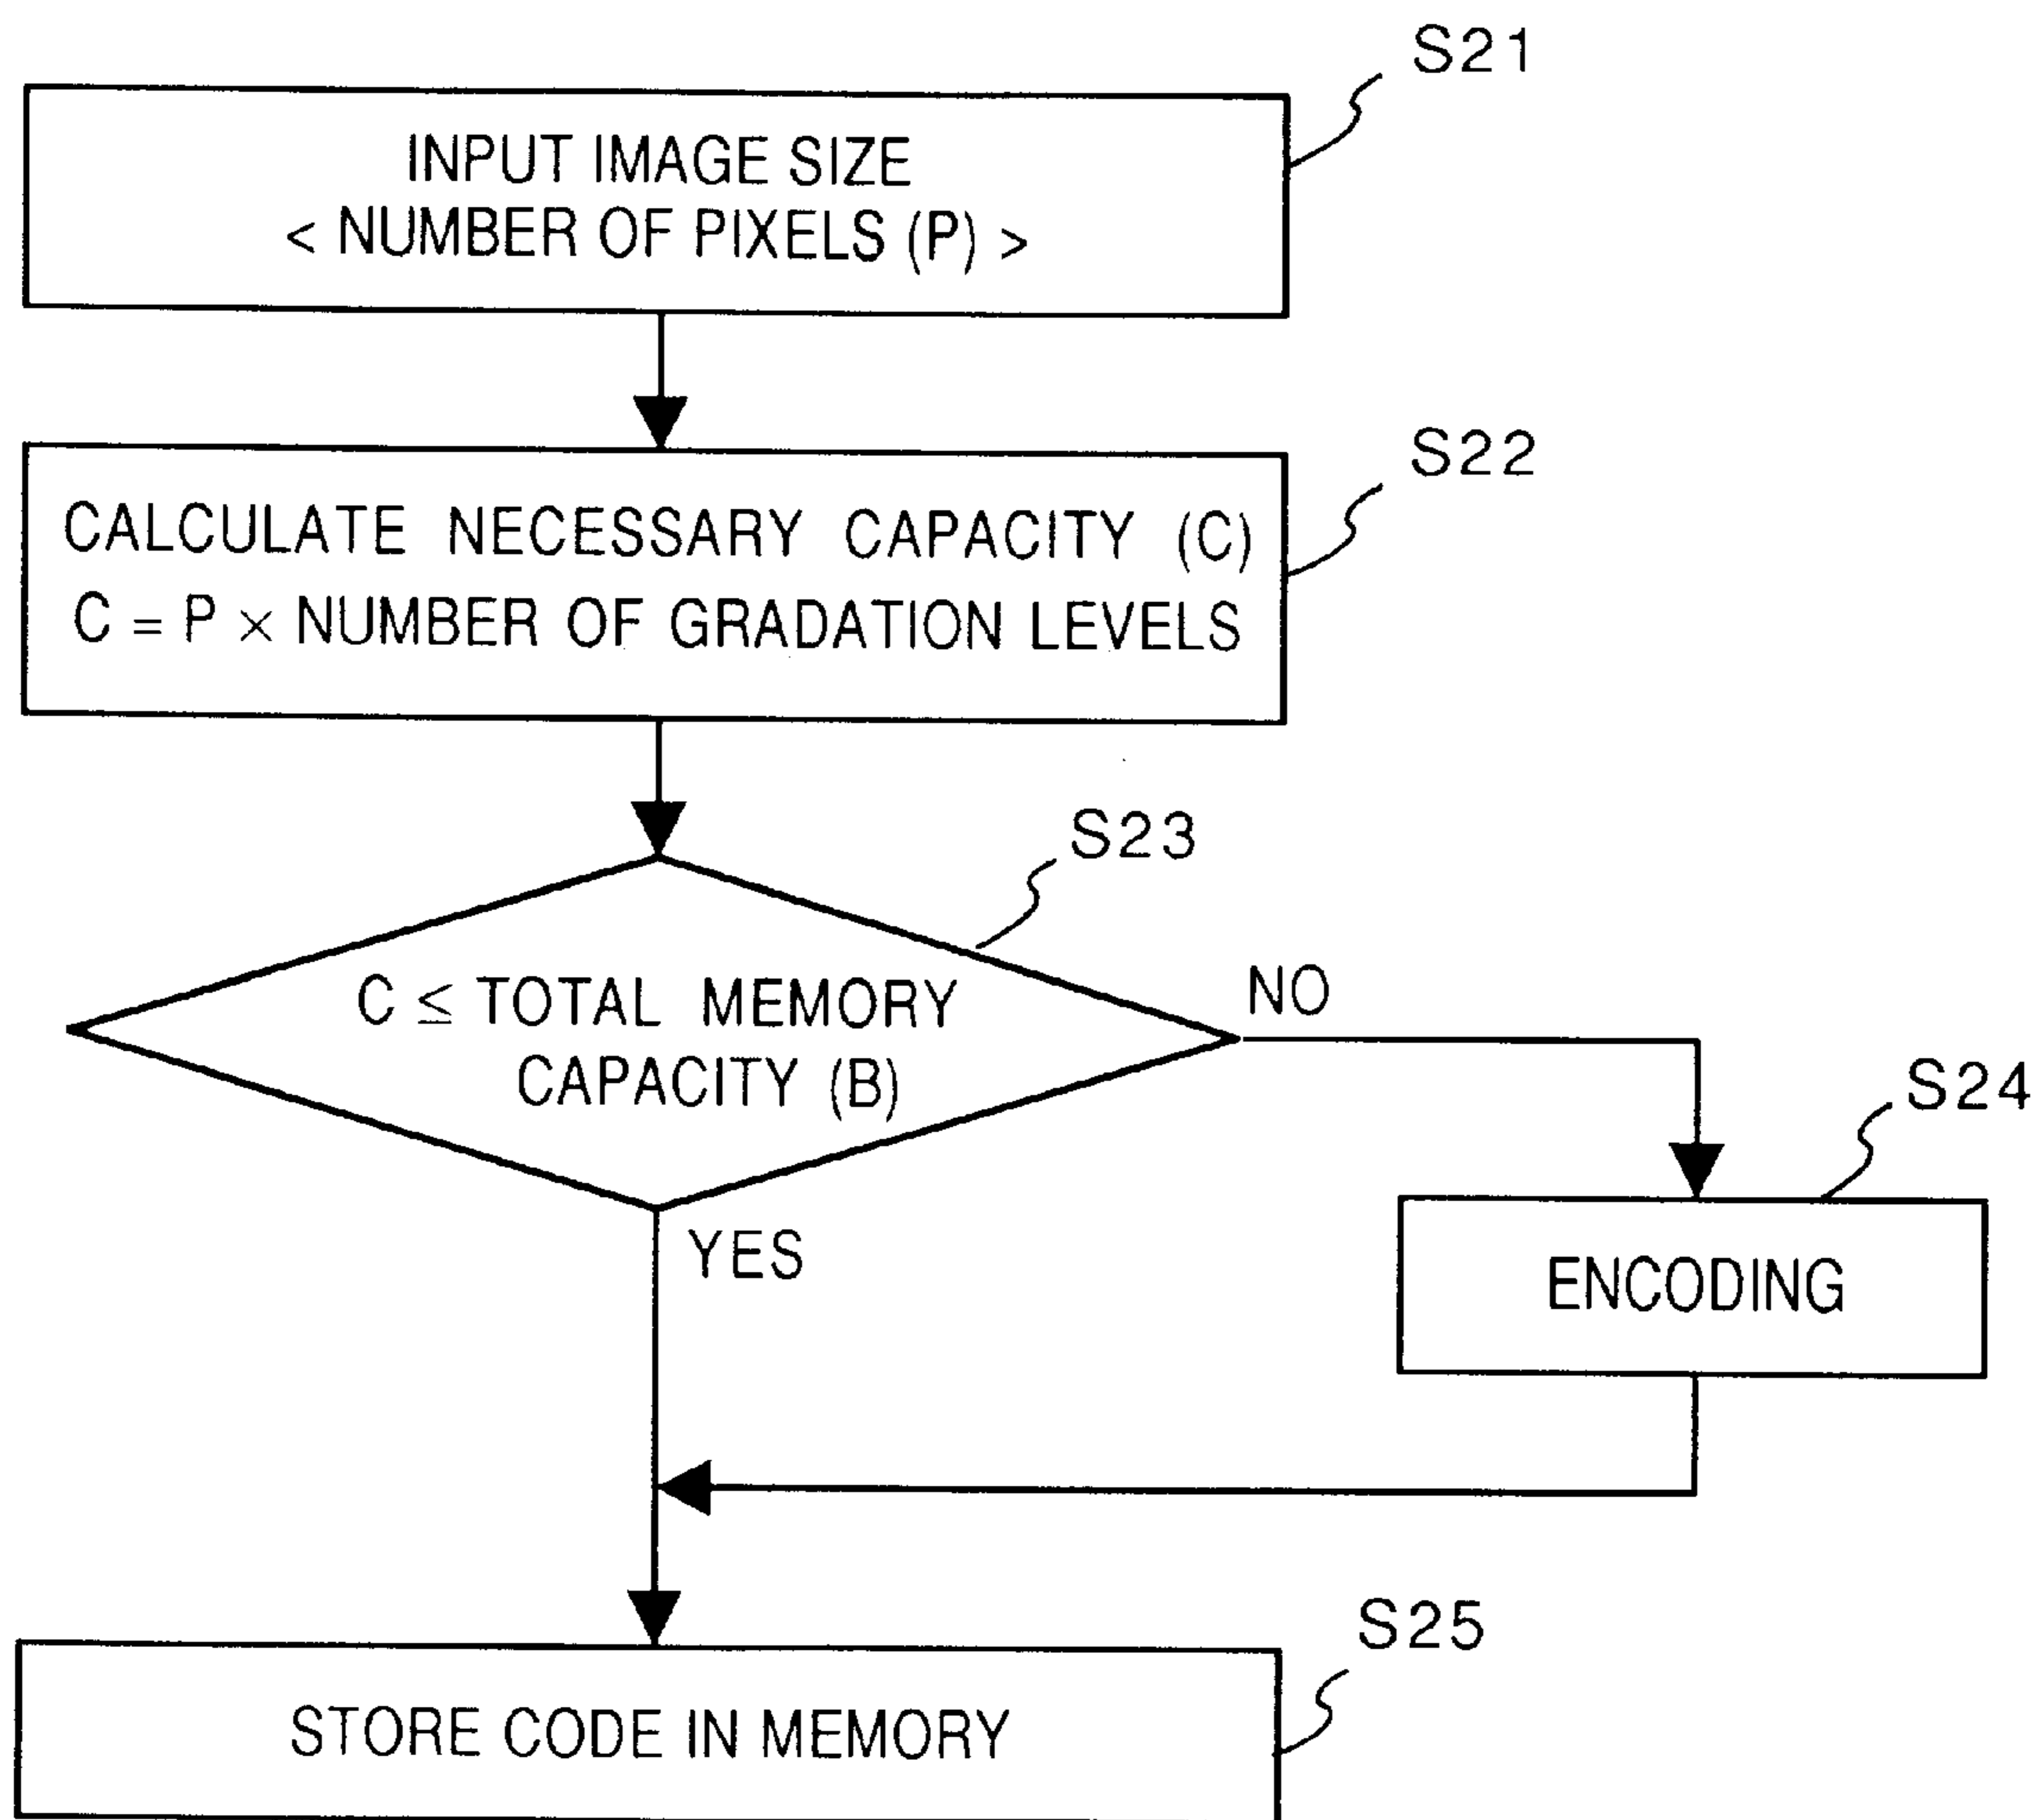 S21
INPUT IMAGE SIZE
< NUMBER OF PIXELS (P) >
S22
CALCULATE NECESSARY CAPACITY (C)
C = P × NUMBER OF GRADATION LEVELS
S23
C ≤ TOTAL MEMORY
CAPACITY (B)
NO
S24
YES
ENCODING
S25
STORE CODE IN MEMORY